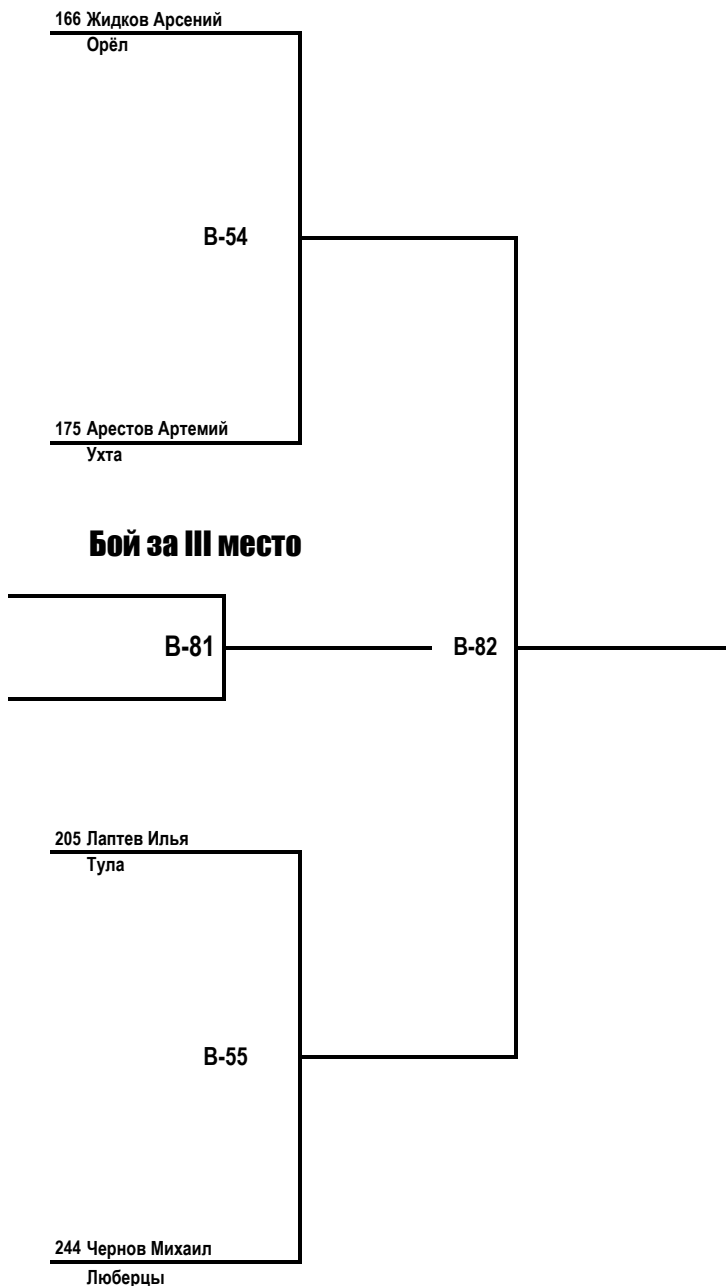 166 Жидков Арсений
Орёл
B-54
175 Арестов Артемий
Ухта
Бой за III место
B-81
B-82
205 Лаптев Илья
Тула
B-55
244 Чернов Михаил
Люберцы